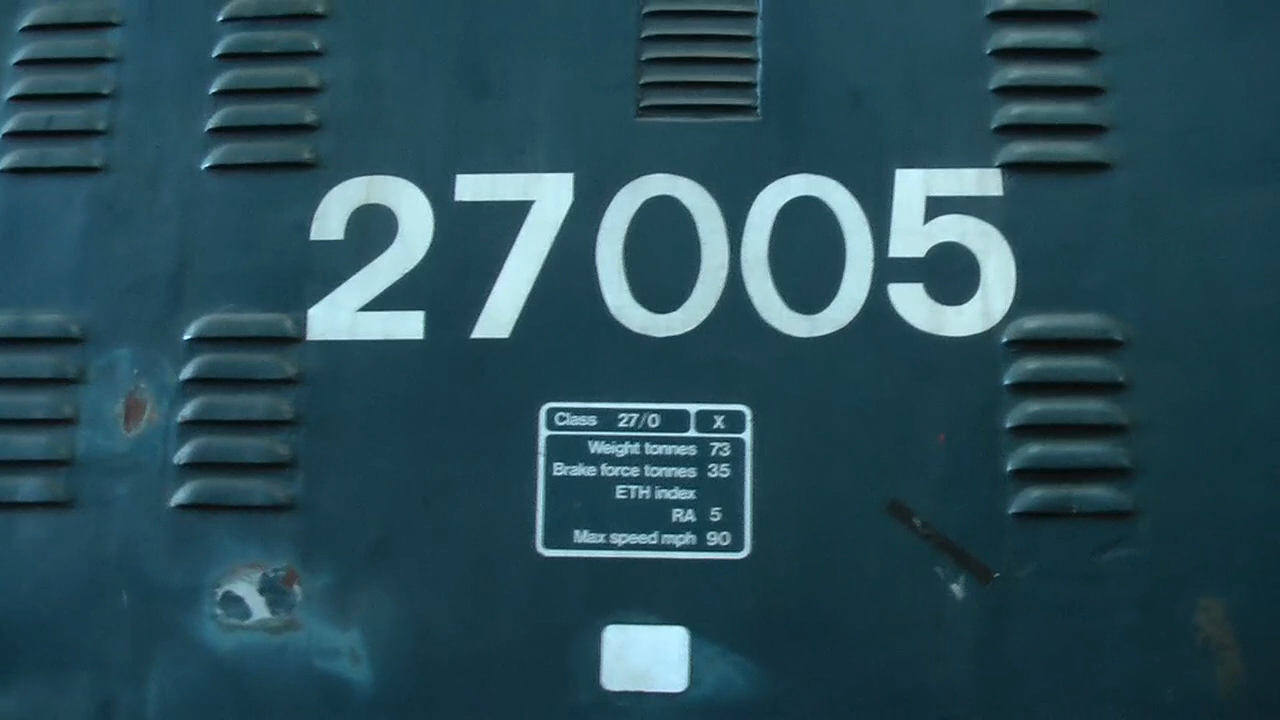 27005
Class 27/0 X
Weight tonnes 73
Brake force tonnes 35
ETH index
RA 5
Max speed mph 90